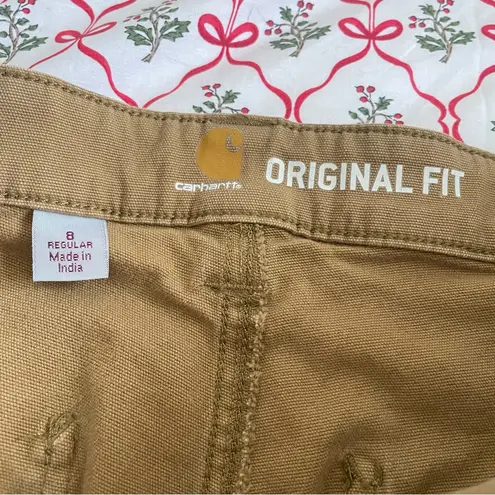 carhartt
ORIGINAL FIT
8
REGULAR
Made in
India